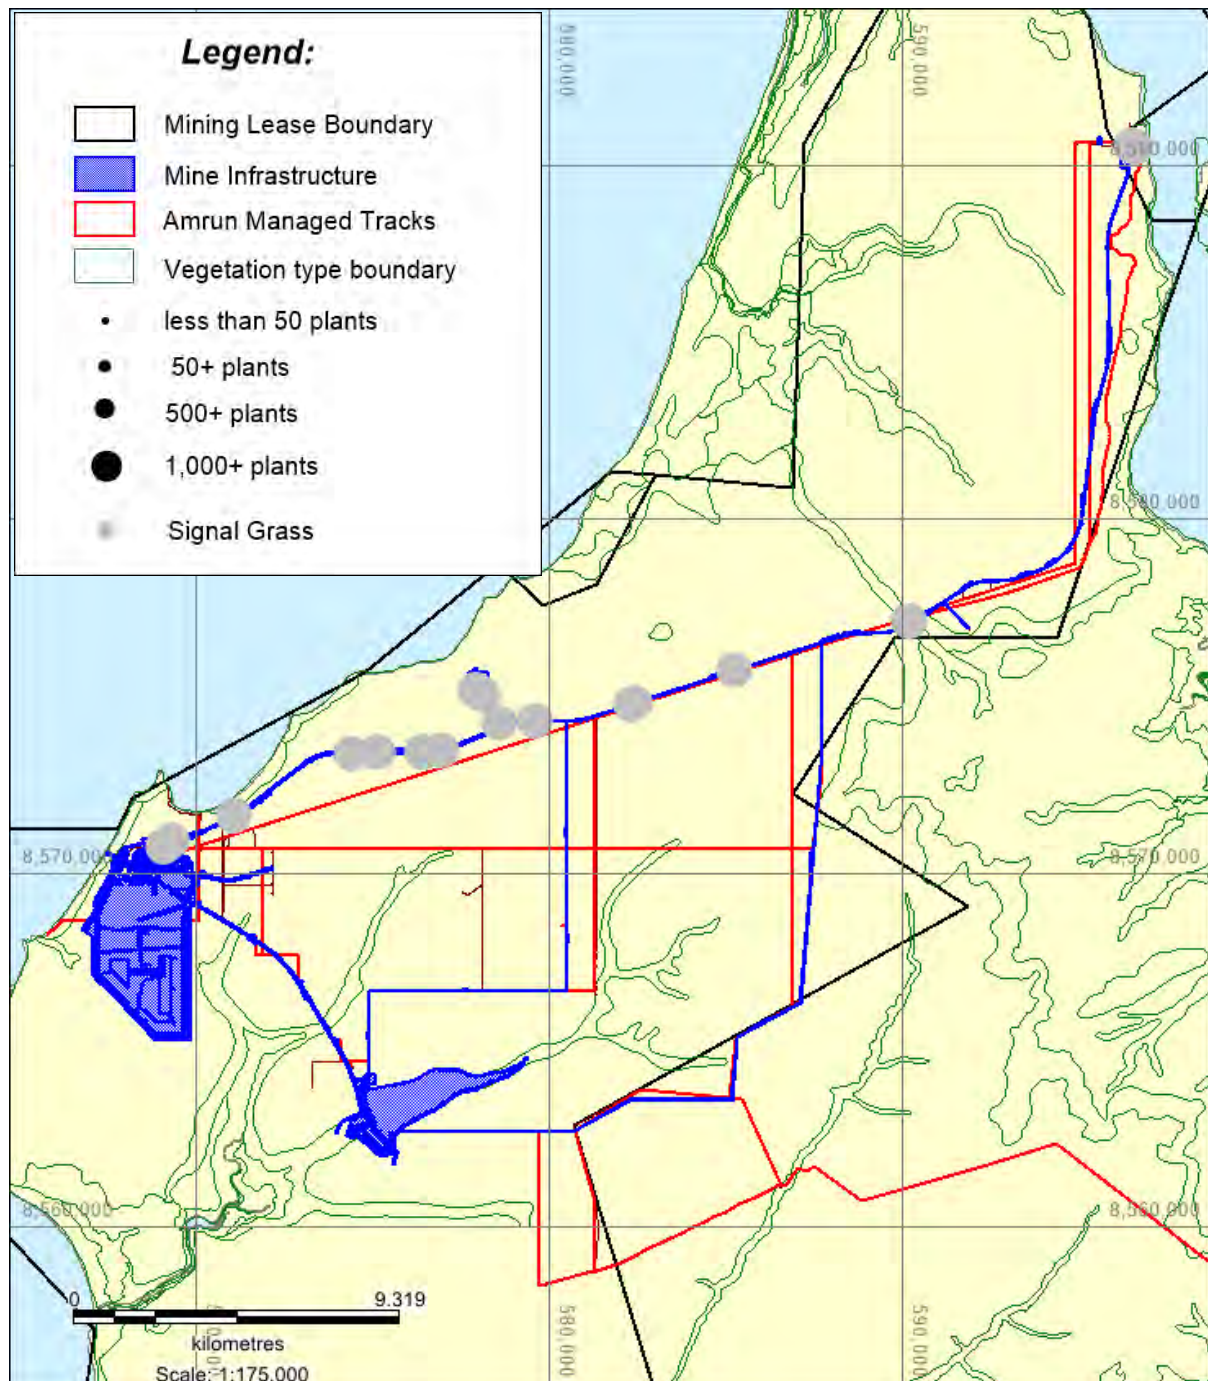 Legend:
Mining Lease Boundary
Mine Infrastructure
Amrun Managed Tracks
Vegetation type boundary
less than 50 plants
50+ plants
500+ plants
1,000+ plants
Signal Grass
580,000
590,000
8,580,000
8,570,000
8,570,000
8,560,000
8,560,000
0
9.319
kilometres
Scale: 1:175,000
580,000
590,000